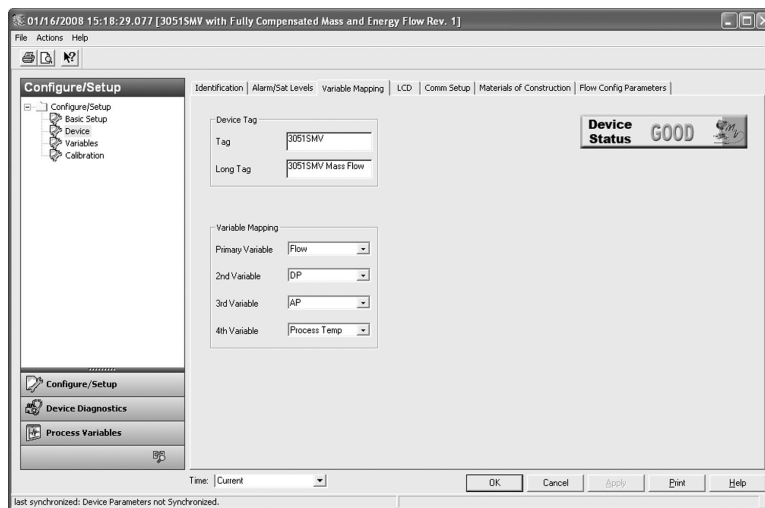 01/16/2008 15:18:29.077 [3051SMV with Fully Compensated Mass and Energy Flow Rev. 1]
File Actions Help
Configure/Setup
Configure/Setup
Basic Setup
Device
Variables
Calibration
Configure/Setup
Device Diagnostics
Process Variables
Identification
Alarm/Sat Levels
Variable Mapping
LCD
Comm Setup
Materials of Construction
Flow Config Parameters
Device Tag
Tag 3051SMV
Long Tag 3051SMV Mass Flow
Device Status GOOD
Variable Mapping
Primary Variable Flow
2nd Variable DP
3rd Variable AP
4th Variable Process Temp
Time: Current
OK Cancel Apply Print Help
last synchronized: Device Parameters not Synchronized.